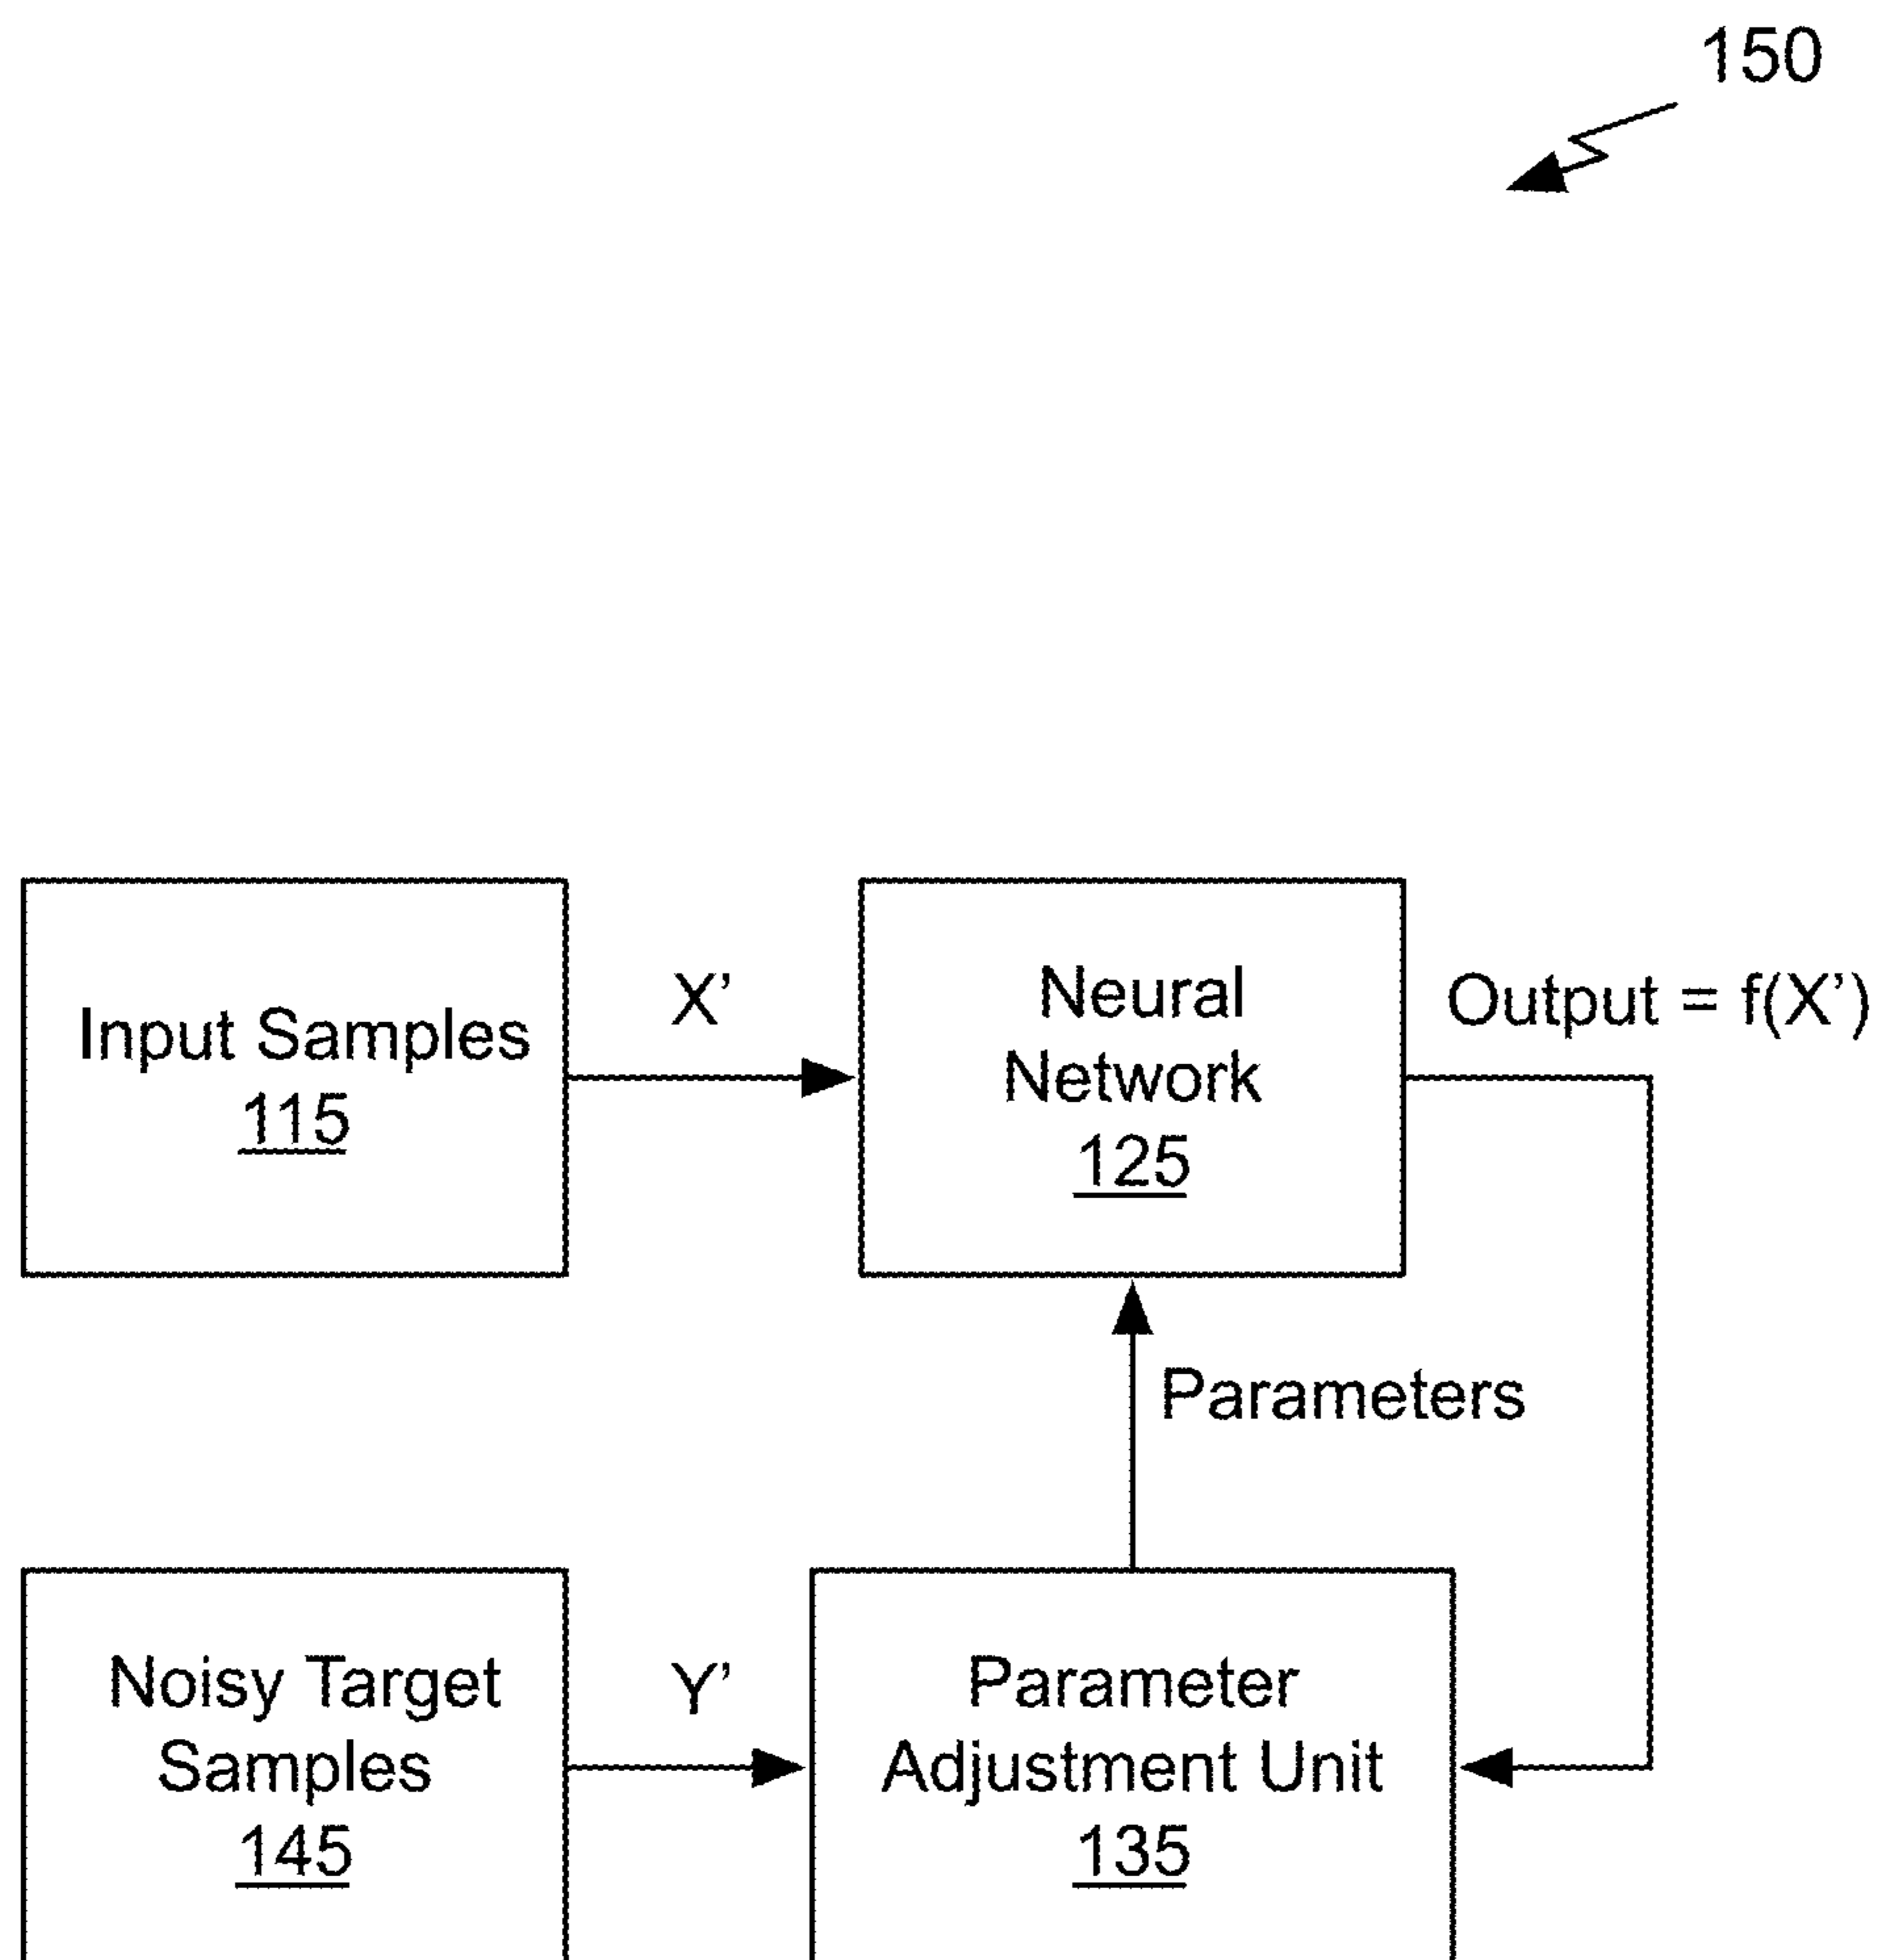 150
Input Samples
115
X’
Neural
Network
125
Output = f(X’)
Parameters
Noisy Target
Samples
145
Y’
Parameter
Adjustment Unit
135